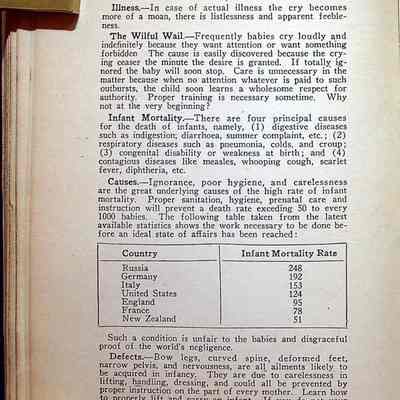 Illness.—In case of actual illness the cry becomes
more of a moan, there is listlessness and apparent feeble-
ness.
The Wilful Wail.—Frequently babies cry loudly and
indefinitely because they want attention or want something
forbidden The cause is easily discovered because the cry-
ing ceases the minute the desire is granted. If totally ig-
nored the baby will soon stop. Care is unnecessary in the
matter because when no attention whatever is paid to such
outbursts, the child soon learns a wholesome respect for
authority. Proper training is necessary sometime. Why
not at the very beginning?
Infant Mortality.—There are four principal causes
for the death of infants, namely, (1) digestive diseases
such as indigestion; diarrhoea, summer complaint, etc.; (2)
respiratory diseases such as pneumonia, colds, and croup;
(3) congenital disability or weakness at birth; and (4)
contagious diseases like measles, whooping cough, scarlet
fever, diphtheria, etc.
Causes.—Ignorance, poor hygiene, and carelessness
are the great underlying causes of the high rate of infant
mortality. Proper sanitation, hygiene, prenatal care and
instruction will prevent a death rate exceeding 50 to every
1000 babies. The following table taken from the latest
available statistics shows the work necessary to be done be-
fore an ideal state of affairs has been reached:
Country Infant Mortality Rate
Russia 248
Germany 192
Italy 153
United States 124
England 95
France 78
New Zealand 51
Such a condition is unfair to the babies and disgraceful
proof of the world's negligence.
Defects.—Bow legs, curved spine, deformed feet,
narrow pelvis, and nervousness, are all ailments likely to
be acquired in infancy. They are due to carelessness in
lifting, handling, dressing, and could all be prevented by
proper instruction on the part of every mother. Learn how
to properly lift and carry an infant. If you do not